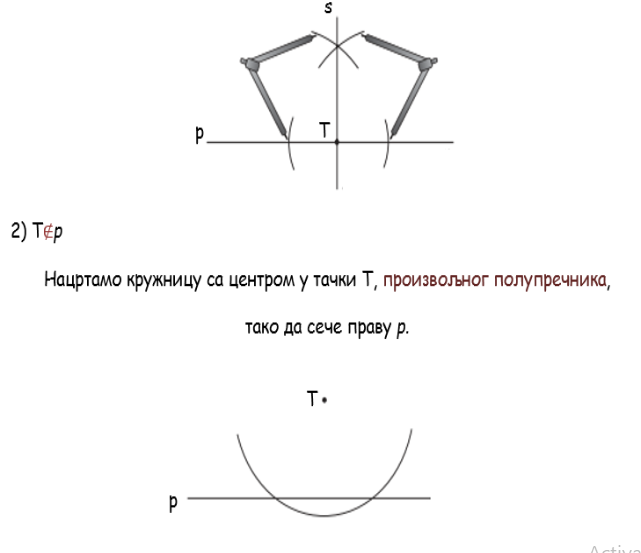 s
p
T
2) T∉p
Нацртамо кружницу са центром у тачки Т, произвољног полупречника,
тако да сече праву p.
T
p